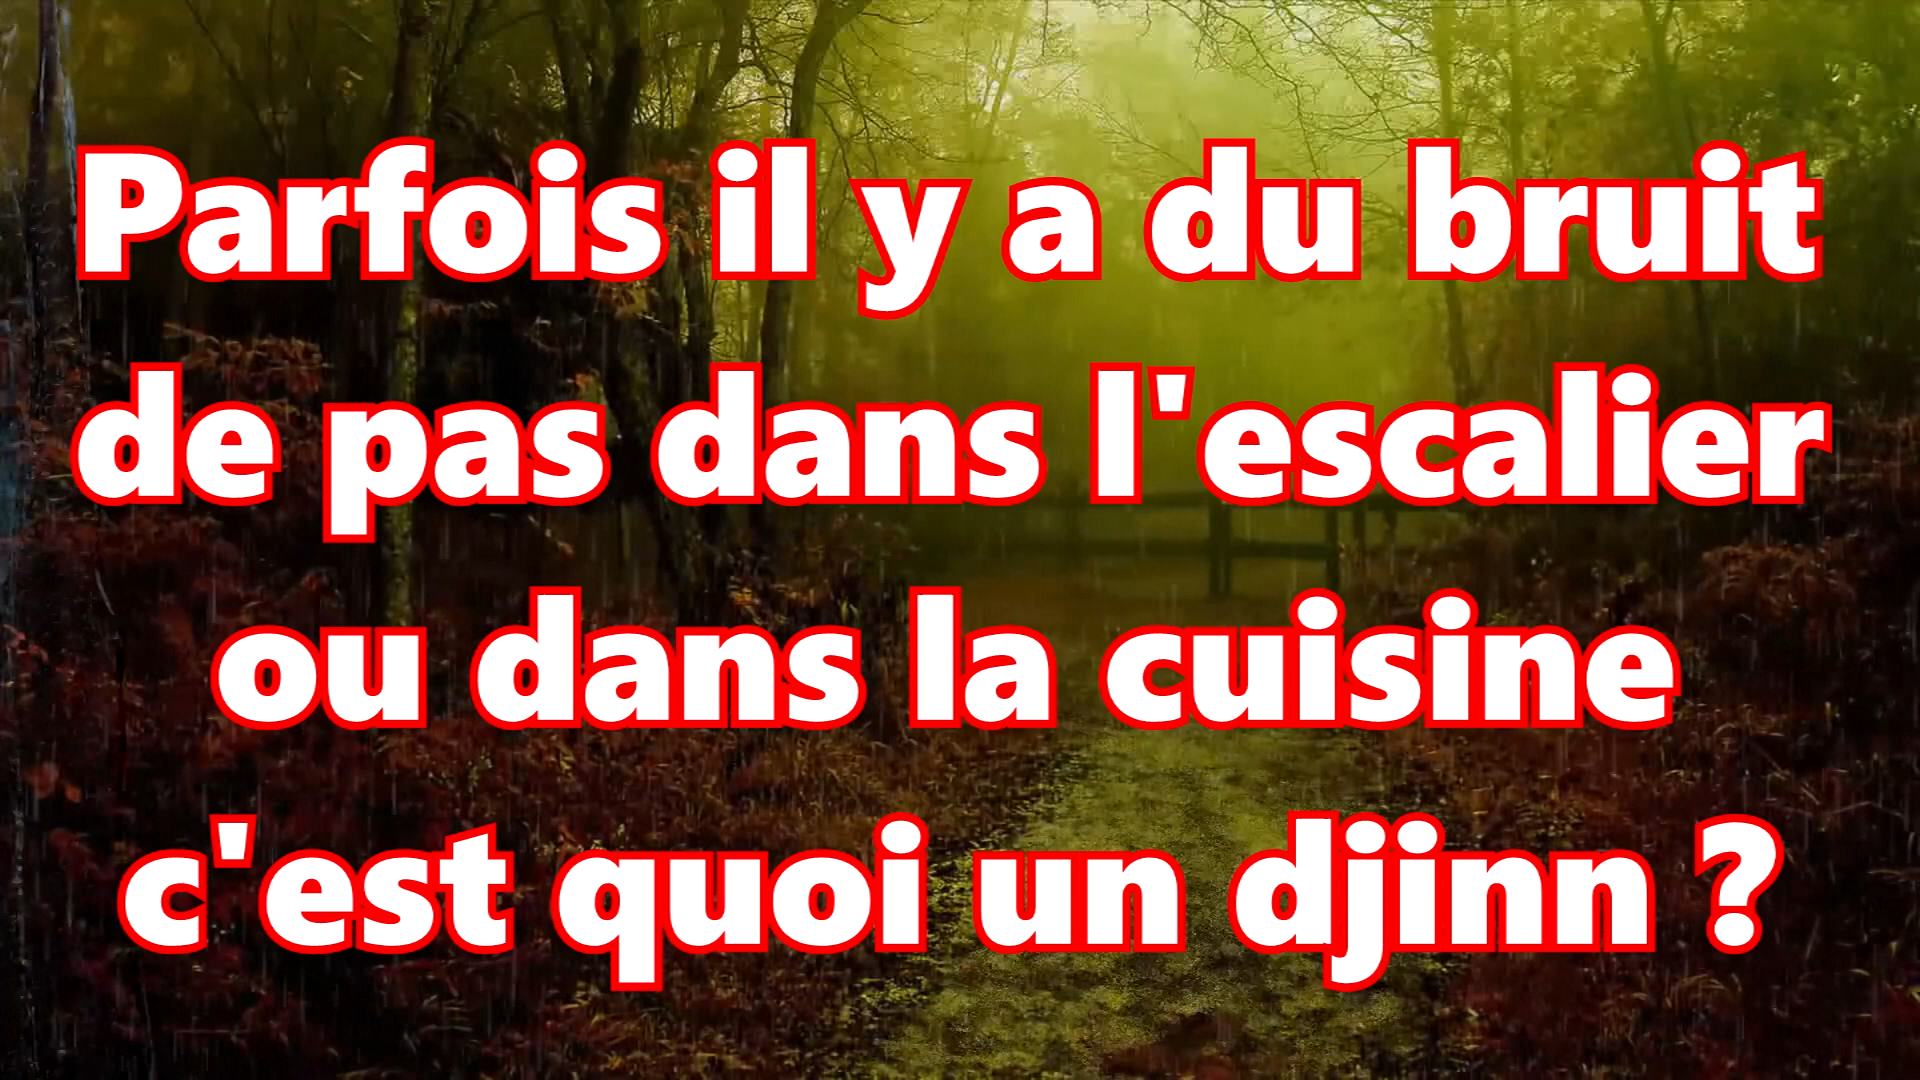 Parfois il y a du bruit
de pas dans l'escalier
ou dans la cuisine
c'est quoi un djinn ?